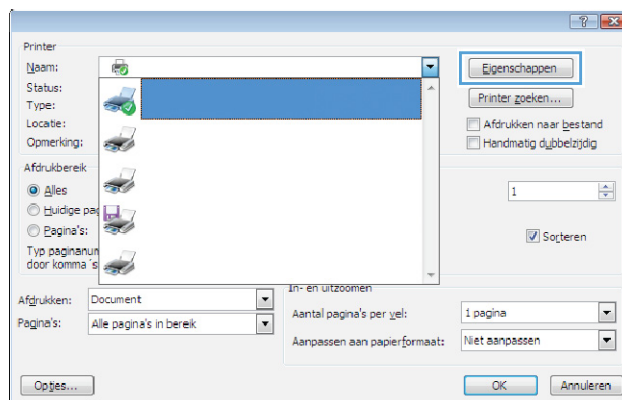 Printer
Naam:
Eigenschappen
Status:
Type:
Printer zoeken...
Locatie:
Afdrukken naar bestand
Opmerking:
Handmatig dubbelzijdig
Afdrukbereik
Alles
1
Huidige pa
Pagina's:
Sorteren
Typ paginanun
door komma´s
In- en uitzoomen
Afdrukken:
Document
Aantal pagina's per vel:
1 pagina
Pagina's:
Alle pagina's in bereik
Aanpassen aan papierformaat:
Niet aanpassen
Opties...
OK
Annuleren